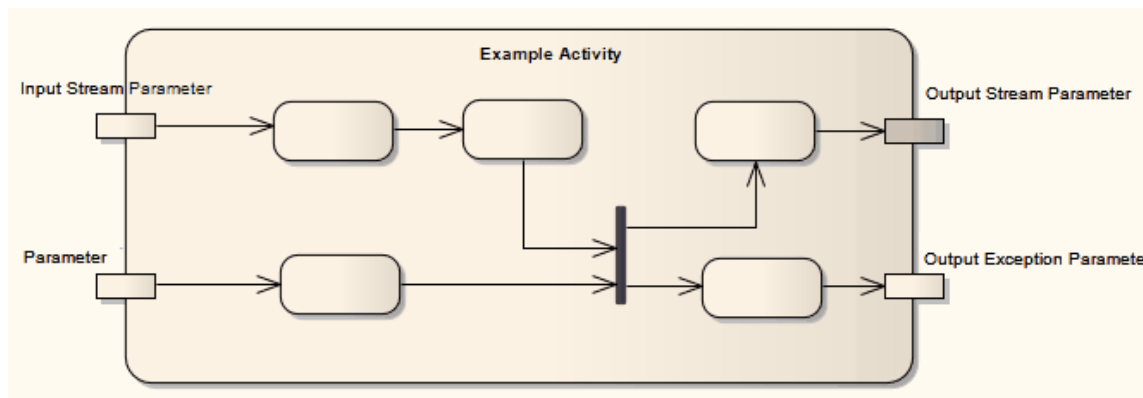 Example Activity
Input Stream Parameter
Output Stream Parameter
Parameter
Output Exception Paramete